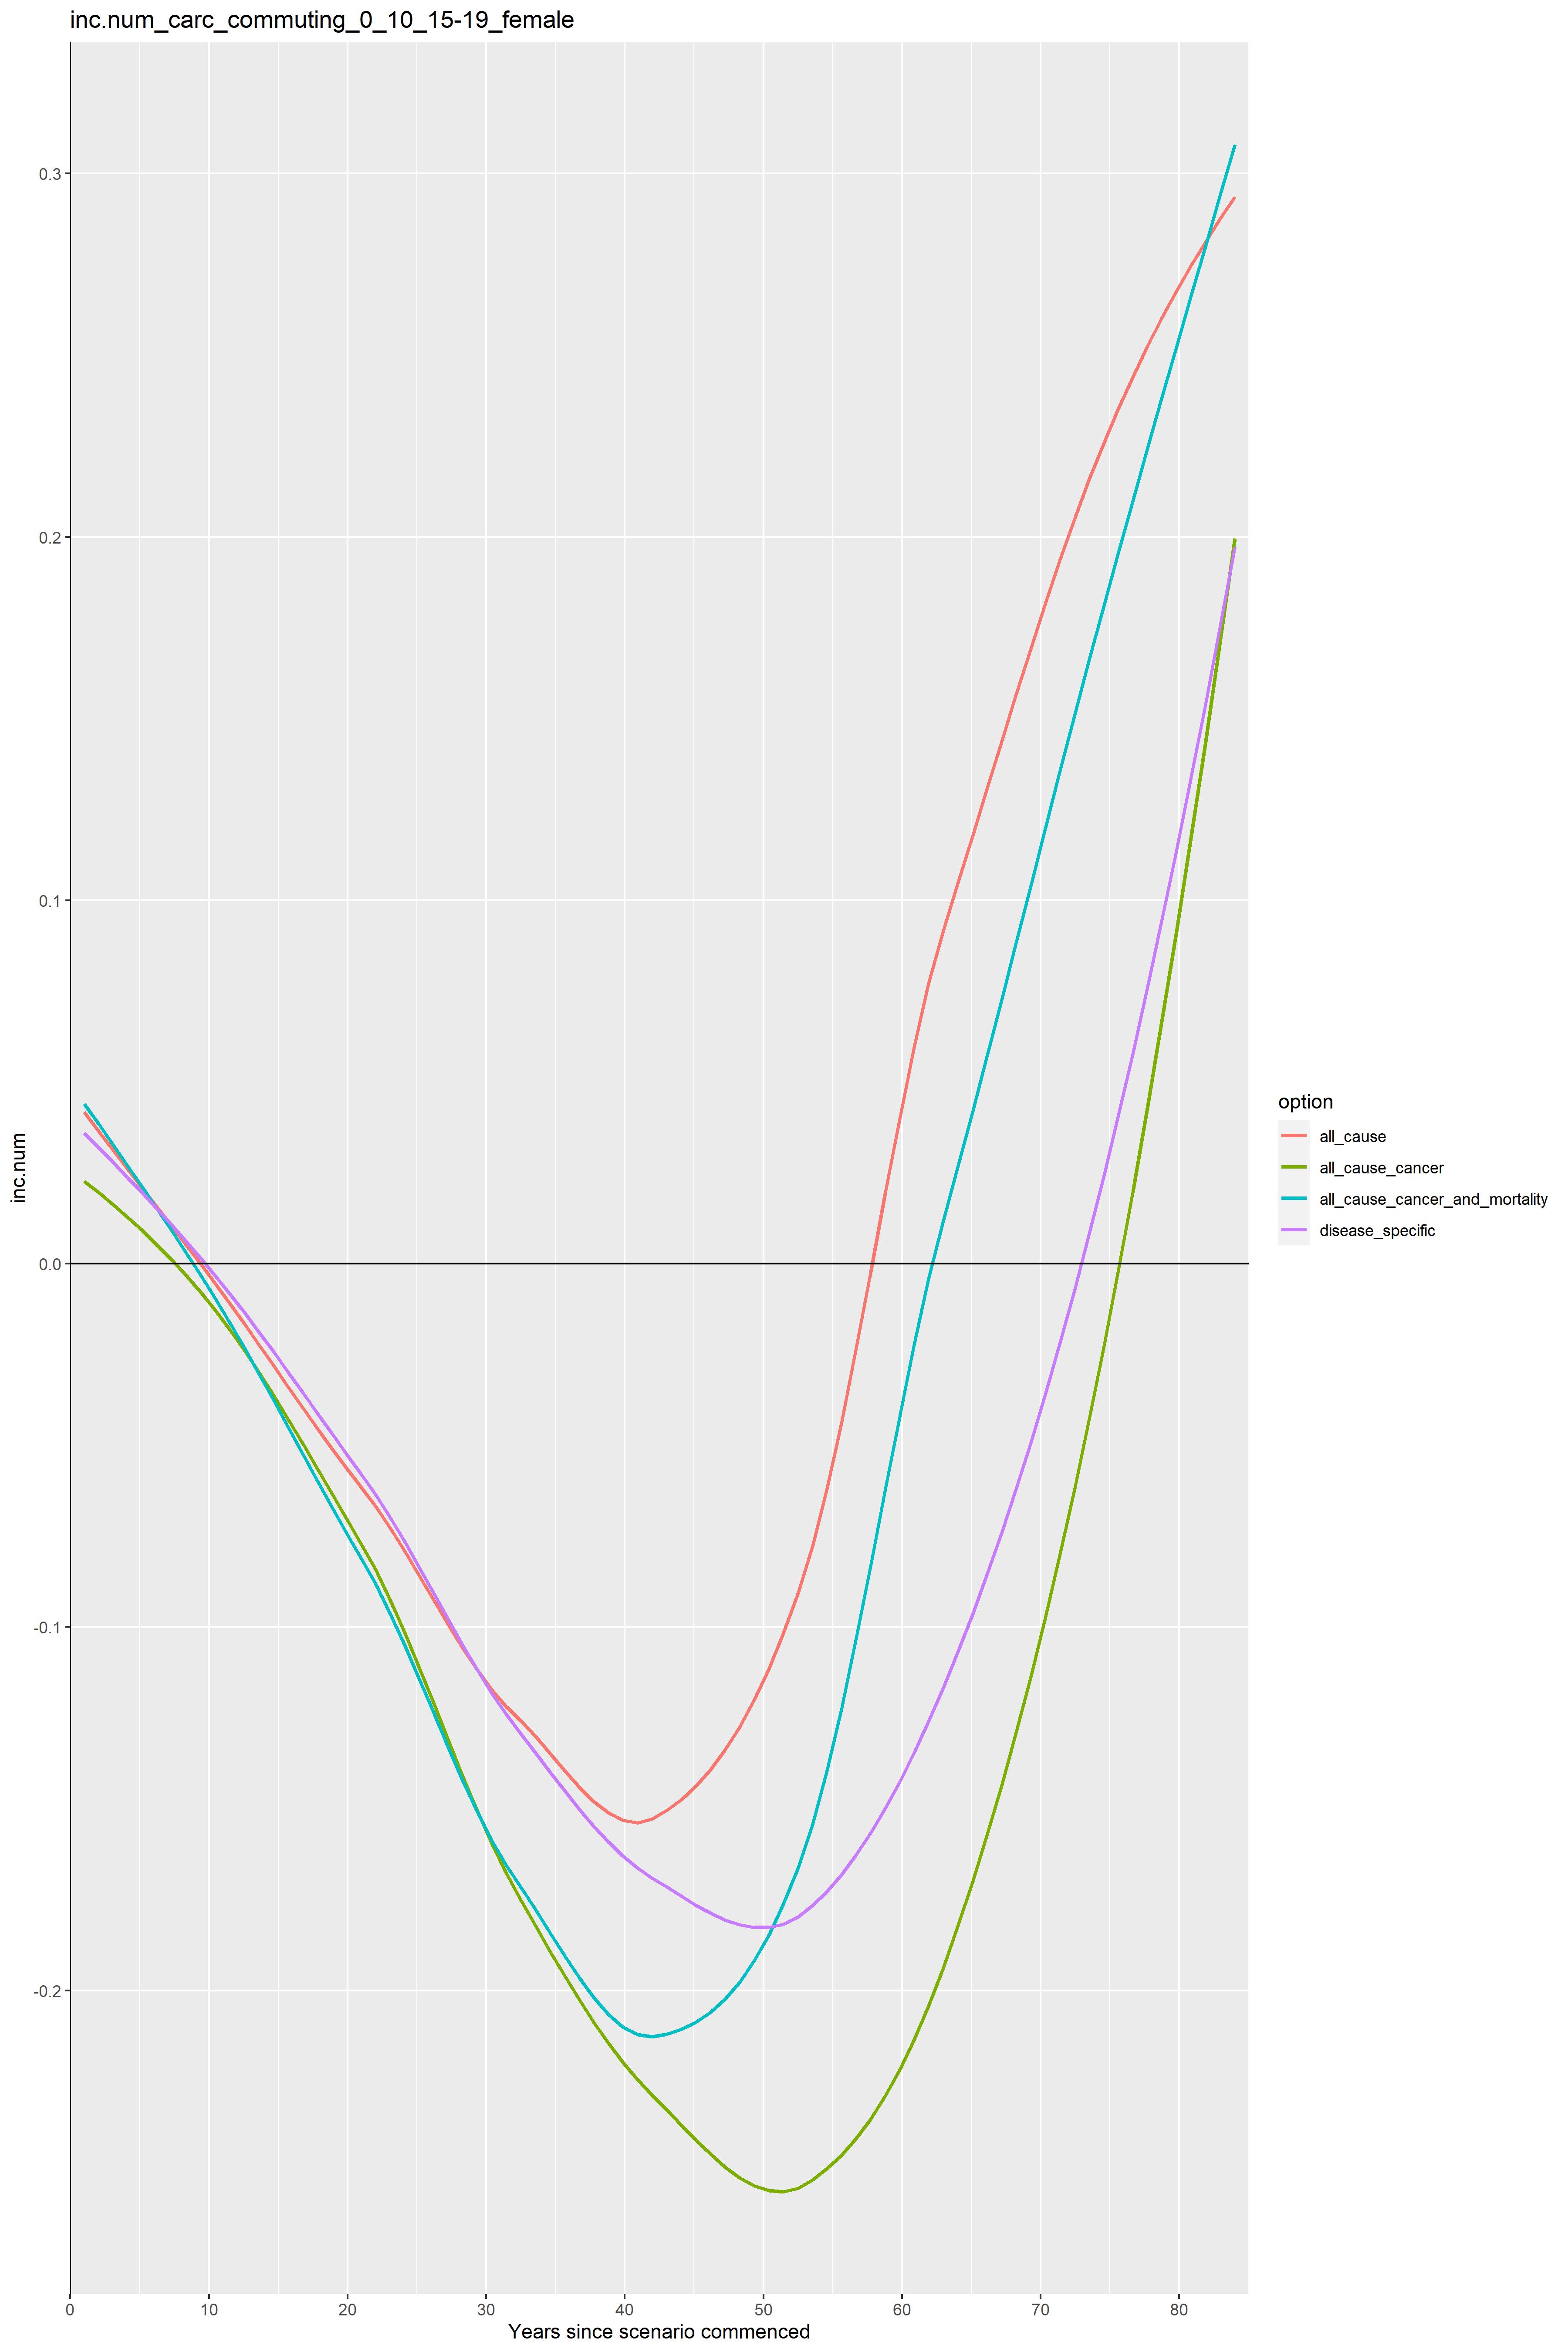 inc.num_carc_commuting_0_10_15-19_female
0.3
0.2
0.1
0.0
-0.1
-0.2
inc.num
0 10 20 30 40 50 60 70 80
Years since scenario commenced
option
all_cause
all_cause_cancer
all_cause_cancer_and_mortality
disease_specific